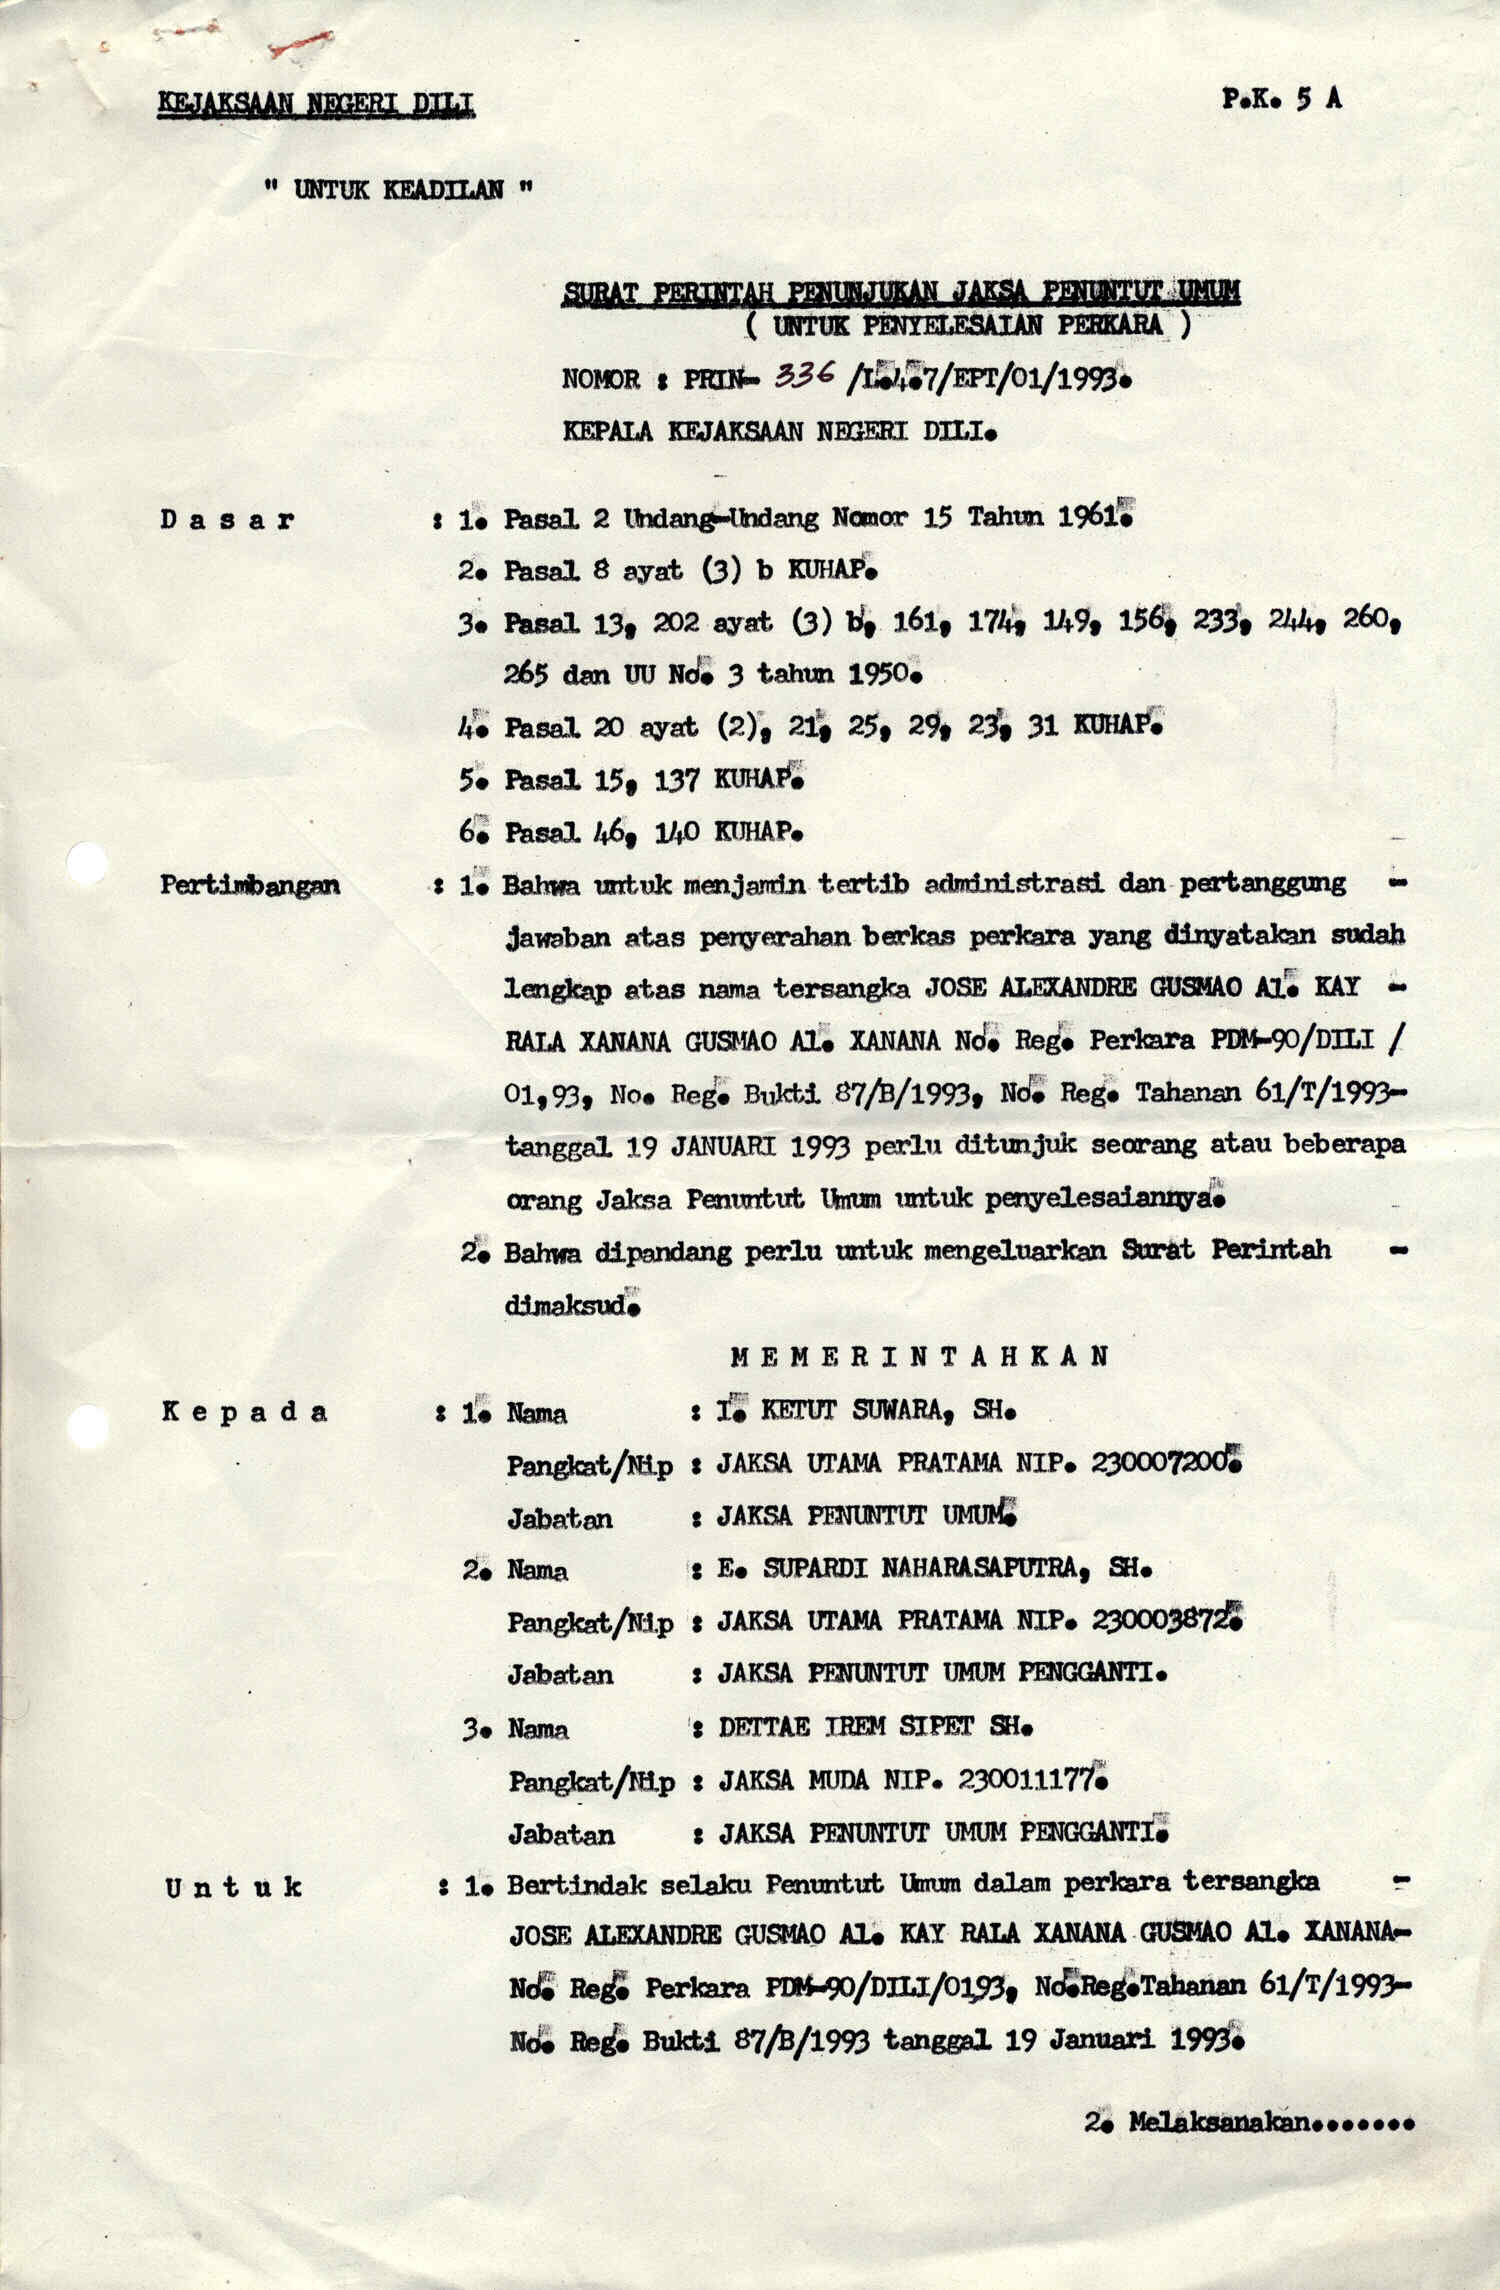 KEJAKSAAN NEGERI DILI
P.K. 5 A
" UNTUK KEADILAN "
SURAT PERINTAH PENUNJUKAN JAKSA PENUNTUT UMUM
( UNTUK PENYELESAIAN PERKARA )
NOMOR : PRIN- 336 /L.4.7/EPT/01/1993.
KEPALA KEJAKSAAN NEGERI DILI.
D a s a r : 1. Pasal 2 Undang-Undang Nomor 15 Tahun 1961.
2. Pasal 8 ayat (3) b KUHAP.
3. Pasal 13, 202 ayat (3) b, 161, 174, 149, 156, 233, 244, 260,
265 dan UU No. 3 tahun 1950.
4. Pasal 20 ayat (2), 21, 25, 29, 23, 31 KUHAP.
5. Pasal 15, 137 KUHAP.
6. Pasal 46, 140 KUHAP.
Pertimbangan : 1. Bahwa untuk menjamin tertib administrasi dan pertanggung -
jawaban atas penyerahan berkas perkara yang dinyatakan sudah
lengkap atas nama tersangka JOSE ALEXANDRE GUSMAO Al. KAY -
RALA XANANA GUSMAO Al. XANANA No. Reg. Perkara PDM-90/DILI /
01,93, No. Reg. Bukti 87/B/1993, No. Reg. Tahanan 61/T/1993-
tanggal 19 JANUARI 1993 perlu ditunjuk seorang atau beberapa
orang Jaksa Penuntut Umum untuk penyelesaiannya.
2. Bahwa dipandang perlu untuk mengeluarkan Surat Perintah -
dimaksud.
M E M E R I N T A H K A N
K e p a d a : 1. Nama : I. KETUT SUWARA, SH.
Pangkat/Nip : JAKSA UTAMA PRATAMA NIP. 230007200.
Jabatan : JAKSA PENUNTUT UMUM.
2. Nama : E. SUPARDI NAHARASAPUTRA, SH.
Pangkat/Nip : JAKSA UTAMA PRATAMA NIP. 230003872.
Jabatan : JAKSA PENUNTUT UMUM PENGGANTI.
3. Nama : DETTAE IREM SIPET SH.
Pangkat/Nip : JAKSA MUDA NIP. 230011177.
Jabatan : JAKSA PENUNTUT UMUM PENGGANTI.
U n t u k : 1. Bertindak selaku Penuntut Umum dalam perkara tersangka -
JOSE ALEXANDRE GUSMAO Al. KAY RALA XANANA GUSMAO Al. XANANA-
No. Reg. Perkara PDM-90/DILI/01,93, No.Reg.Tahanan 61/T/1993-
No. Reg. Bukti 87/B/1993 tanggal 19 Januari 1993.
2. Melaksanakan.......